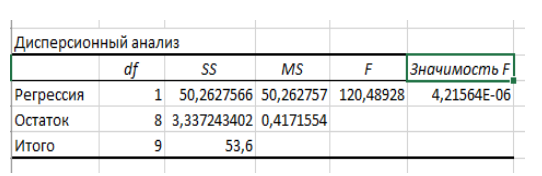 Дисперсионный анализ
df SS MS F Значимость F
Регрессия 1 50,2627566 50,262757 120,48928 4,21564E-06
Остаток 8 3,337243402 0,4171554
Итого 9 53,6